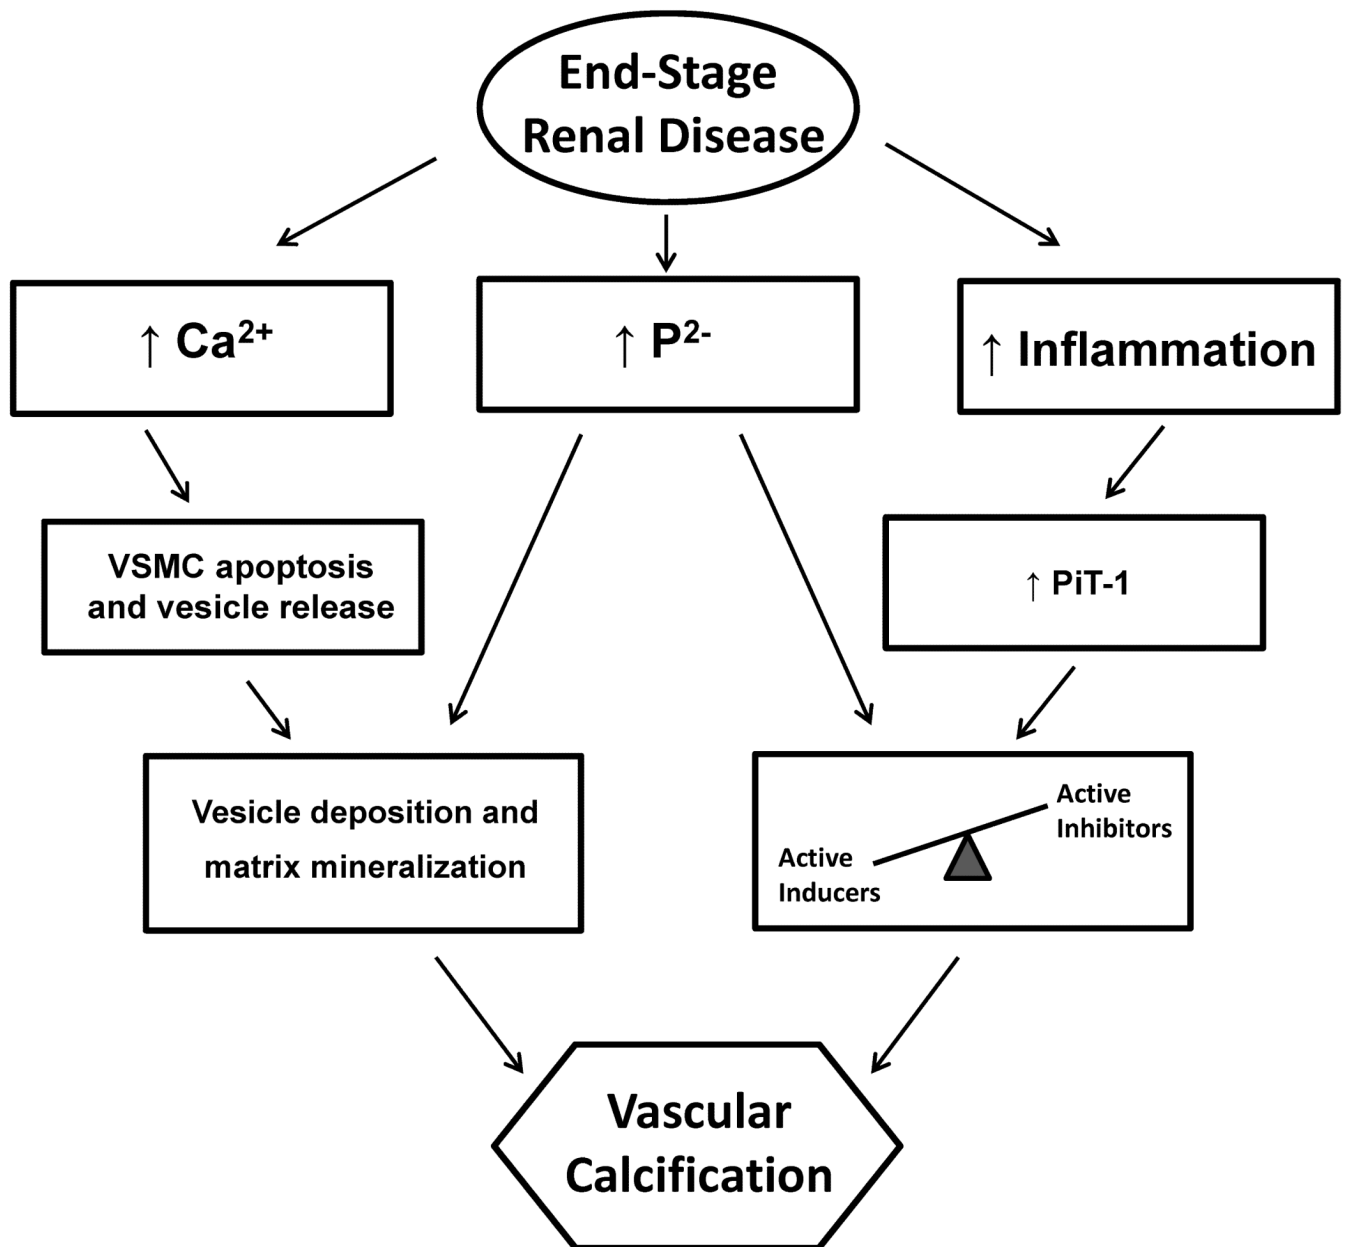 End-Stage
Renal Disease
↑ Ca²⁺
↑ P²⁻
↑ Inflammation
VSMC apoptosis
and vesicle release
↑ PiT-1
Vesicle deposition and
matrix mineralization
Active
Inducers
Active
Inhibitors
Vascular
Calcification